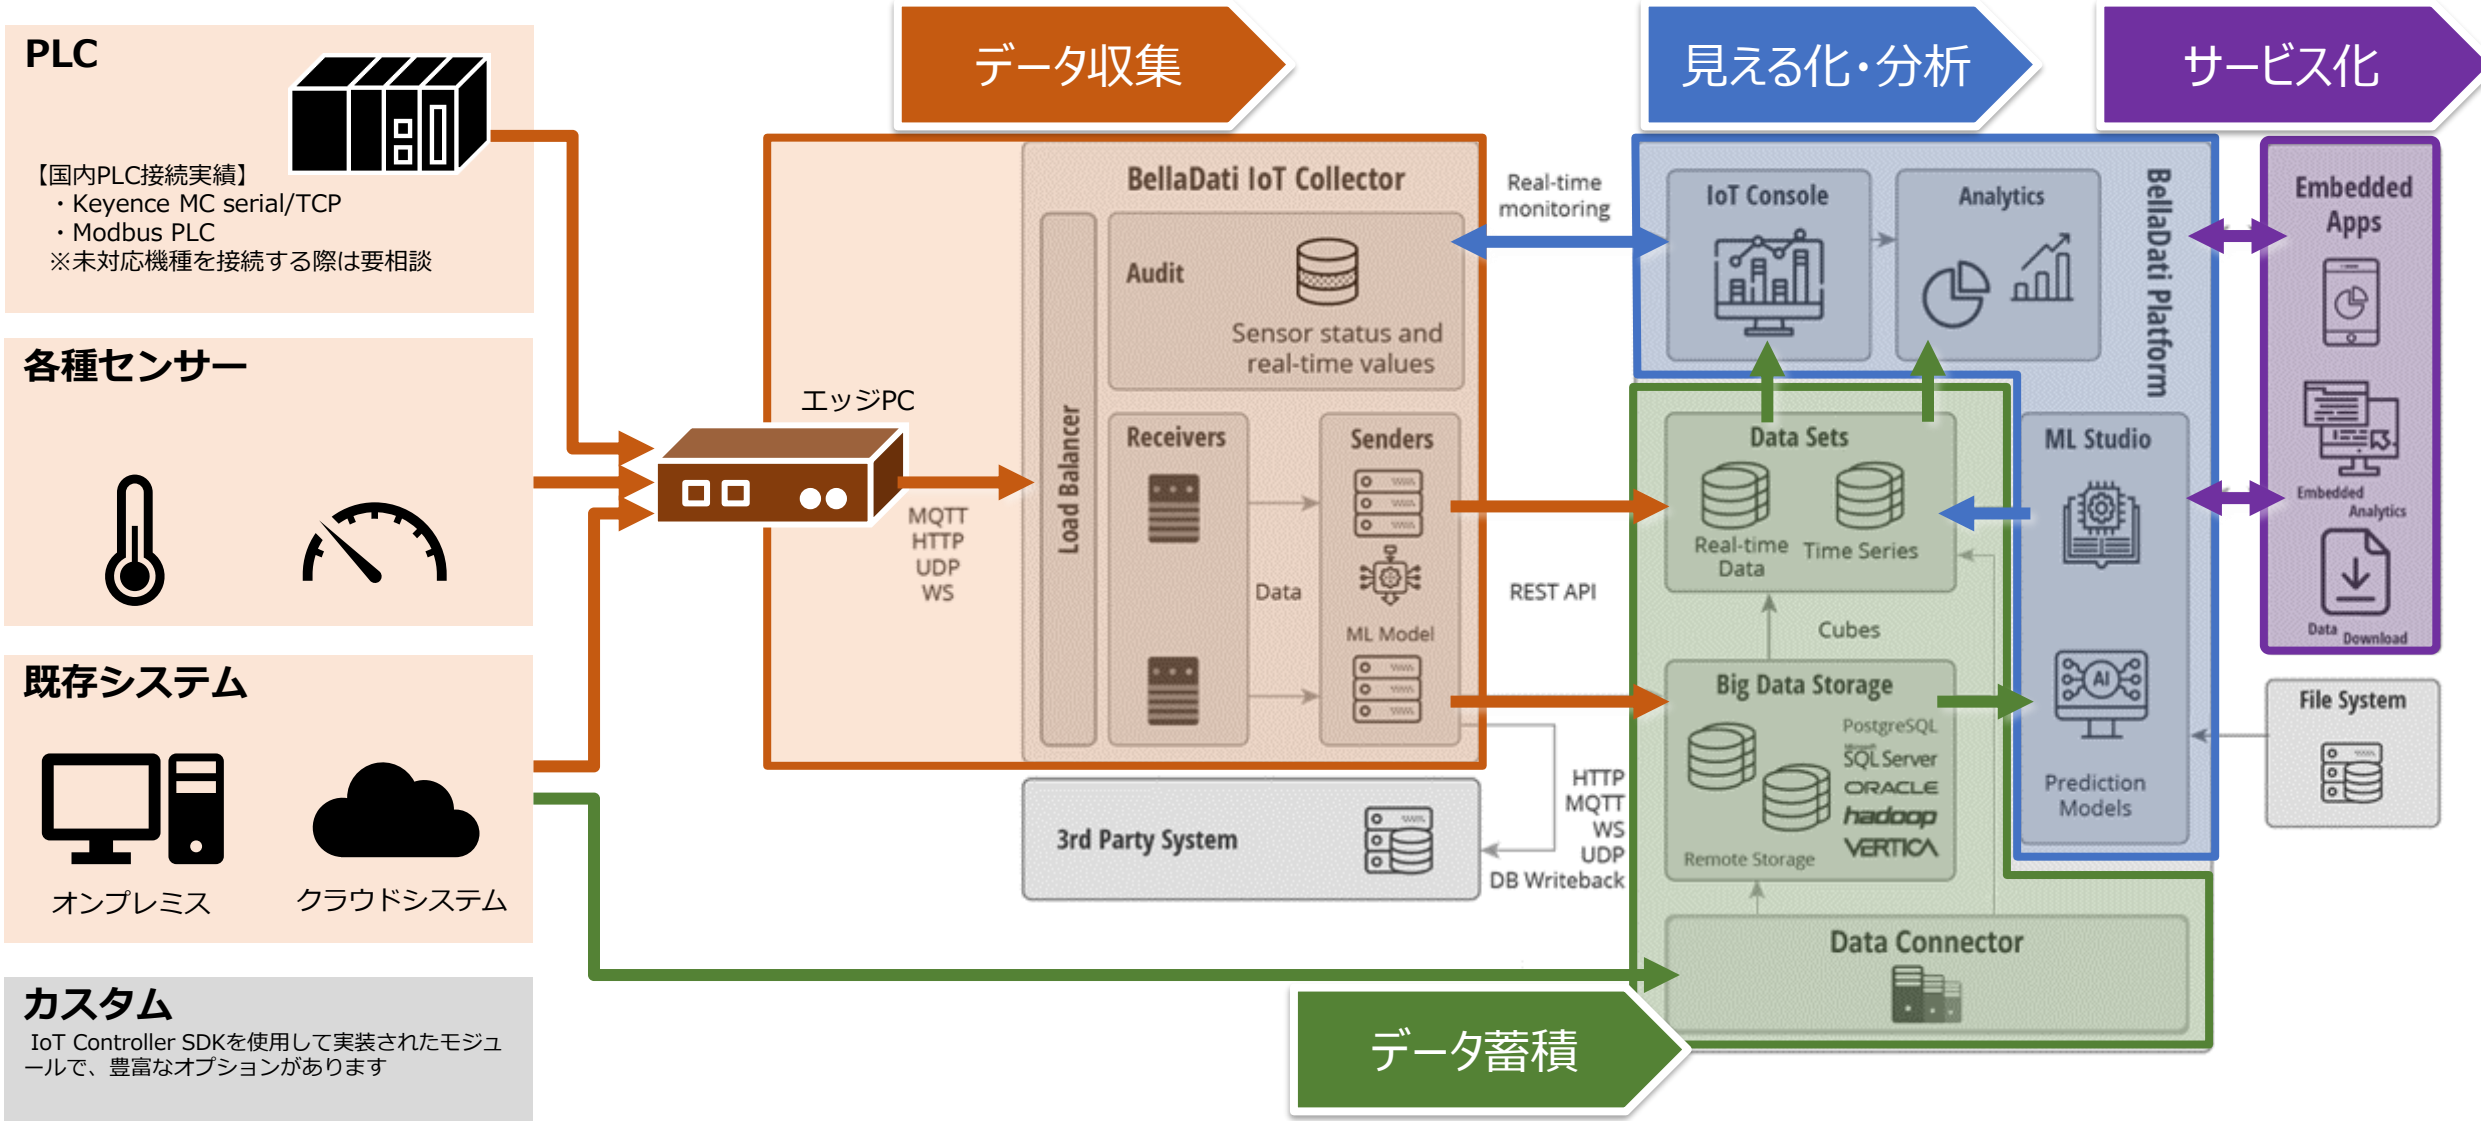 データ収集
見える化・分析
サービス化
PLC
【国内PLC接続実績】
・Keyence MC serial/TCP
・Modbus PLC
※未対応機種を接続する際は要相談
各種センサー
既存システム
オンプレミス
クラウドシステム
カスタム
IoT Controller SDKを使用して実装されたモジュ
ールで、豊富なオプションがあります
エッジPC
MQTT
HTTP
UDP
WS
BellaDati IoT Collector
Load Balancer
Audit
Sensor status and
real-time values
Receivers
Data
Senders
ML Model
3rd Party System
Real-time
monitoring
REST API
HTTP
MQTT
WS
UDP
DB Writeback
BellaDati Platform
IoT Console
Analytics
Data Sets
Real-time
Data
Time Series
Cubes
Big Data Storage
PostgreSQL
Microsoft
SQL Server
ORACLE
hadoop
VERTICA
Remote Storage
Data Connector
ML Studio
AI
Prediction
Models
Embedded
Apps
Embedded
Analytics
Data
Download
File System
データ蓄積